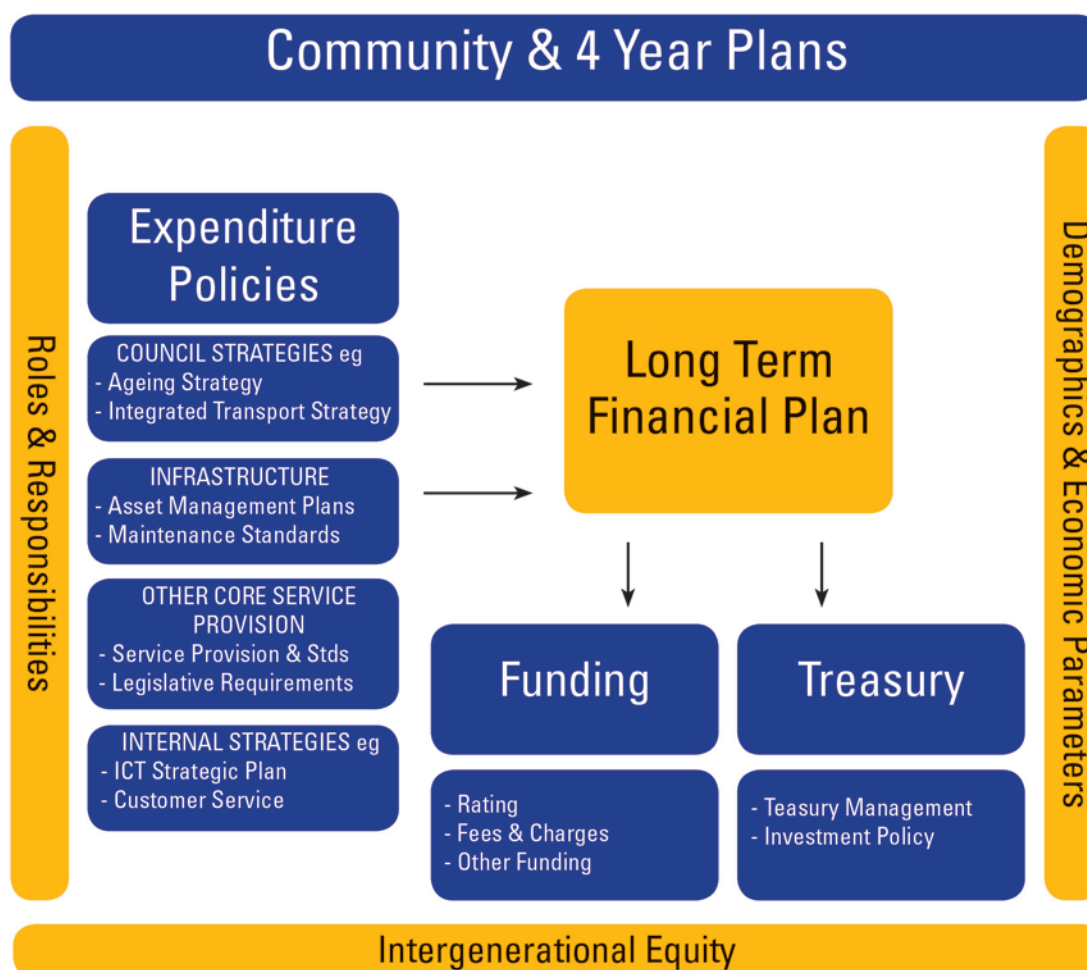 Community & 4 Year Plans
Roles & Responsibilities
Expenditure
Policies
COUNCIL STRATEGIES eg
- Ageing Strategy
- Integrated Transport Strategy
INFRASTRUCTURE
- Asset Management Plans
- Maintenance Standards
OTHER CORE SERVICE
PROVISION
- Service Provision & Stds
- Legislative Requirements
INTERNAL STRATEGIES eg
- ICT Strategic Plan
- Customer Service
Long Term
Financial Plan
Funding
- Rating
- Fees & Charges
- Other Funding
Treasury
- Teasury Management
- Investment Policy
Demographics & Economic Parameters
Intergenerational Equity